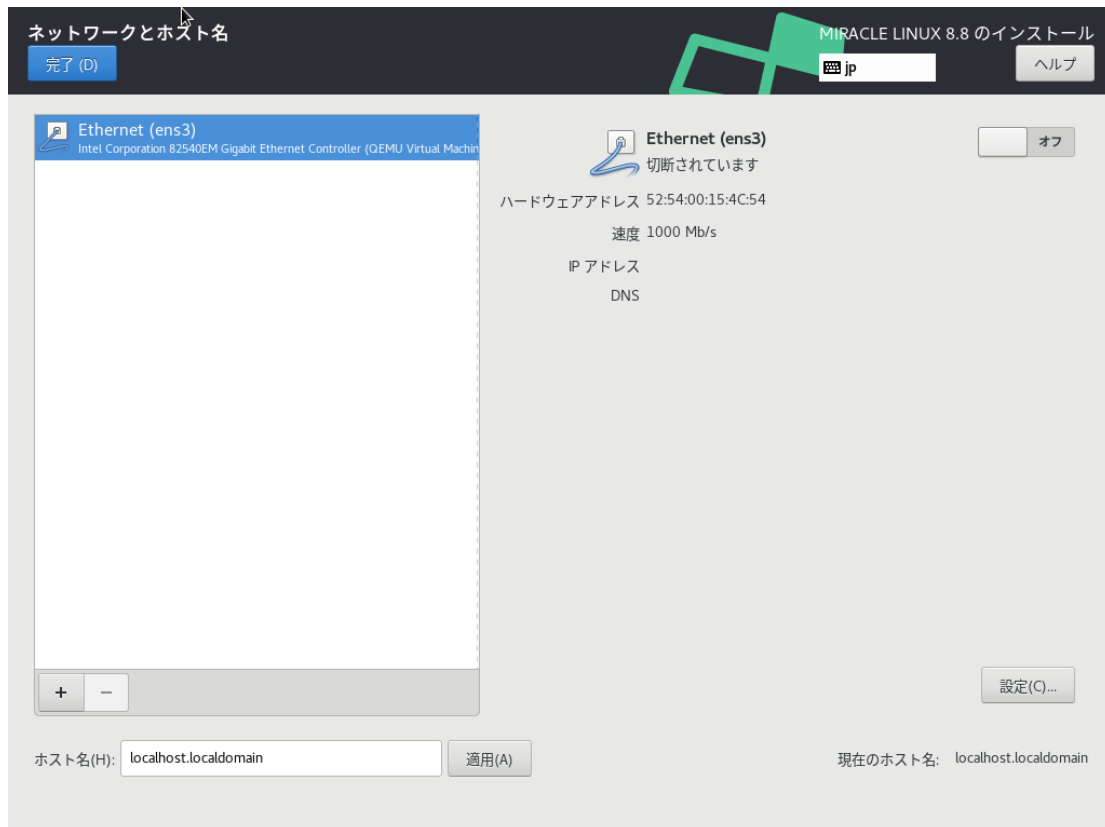 ネットワークとホスト名
MIRACLE LINUX 8.8 のインストール
完了 (D)
jp
ヘルプ
Ethernet (ens3)
Intel Corporation 82540EM Gigabit Ethernet Controller (QEMU Virtual Machin
Ethernet (ens3)
切断されています
オフ
ハードウェアアドレス 52:54:00:15:4C:54
速度 1000 Mb/s
IP アドレス
DNS
+ −
設定(C)...
ホスト名(H): localhost.localdomain 適用(A)
現在のホスト名: localhost.localdomain